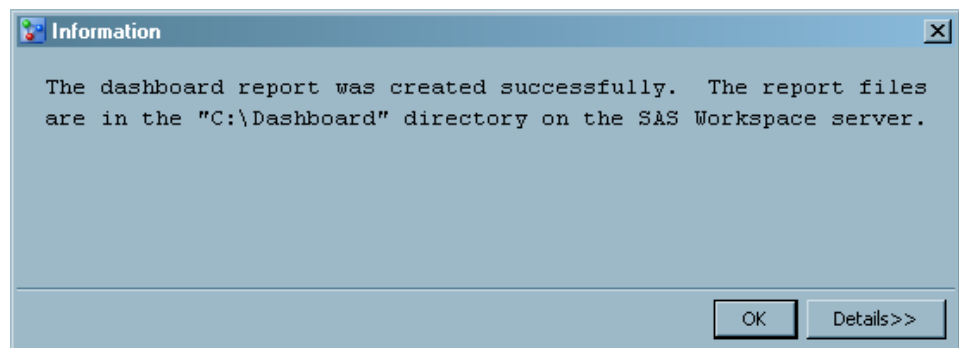 Information
The dashboard report was created successfully.  The report files
are in the "C:\Dashboard" directory on the SAS Workspace server.
OK
Details>>